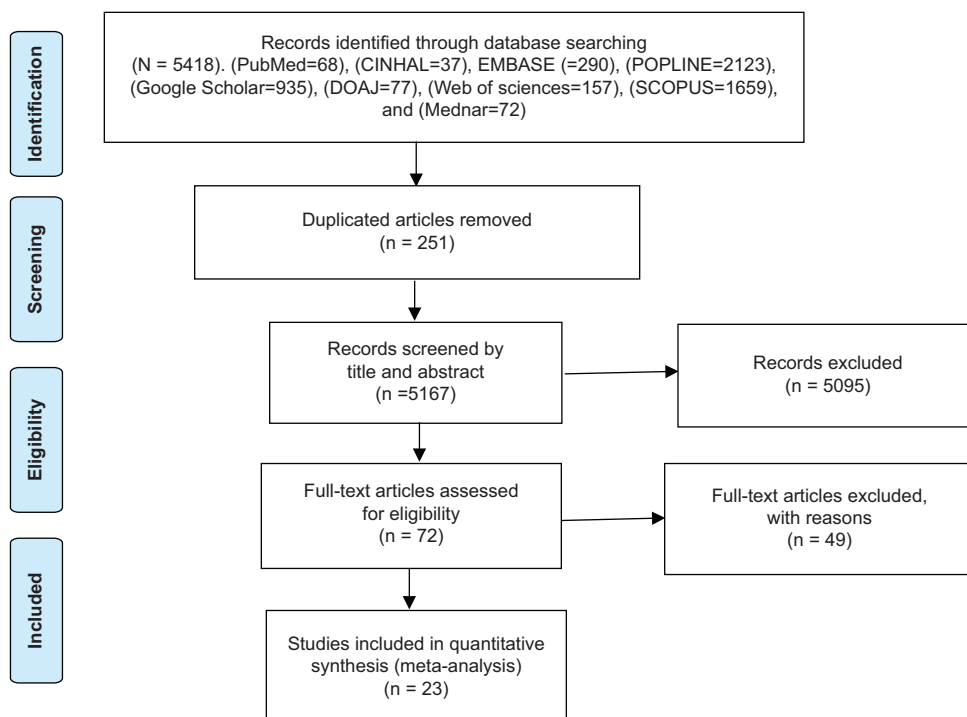 Identification
Records identified through database searching
(N = 5418). (PubMed=68), (CINHAL=37), EMBASE (=290), (POPLINE=2123),
(Google Scholar=935), (DOAJ=77), (Web of sciences=157), (SCOPUS=1659),
and (Mednar=72)
Screening
Duplicated articles removed
(n = 251)
Records screened by
title and abstract
(n =5167)
Records excluded
(n = 5095)
Eligibility
Full-text articles assessed
for eligibility
(n = 72)
Full-text articles excluded,
with reasons
(n = 49)
Included
Studies included in quantitative
synthesis (meta-analysis)
(n = 23)